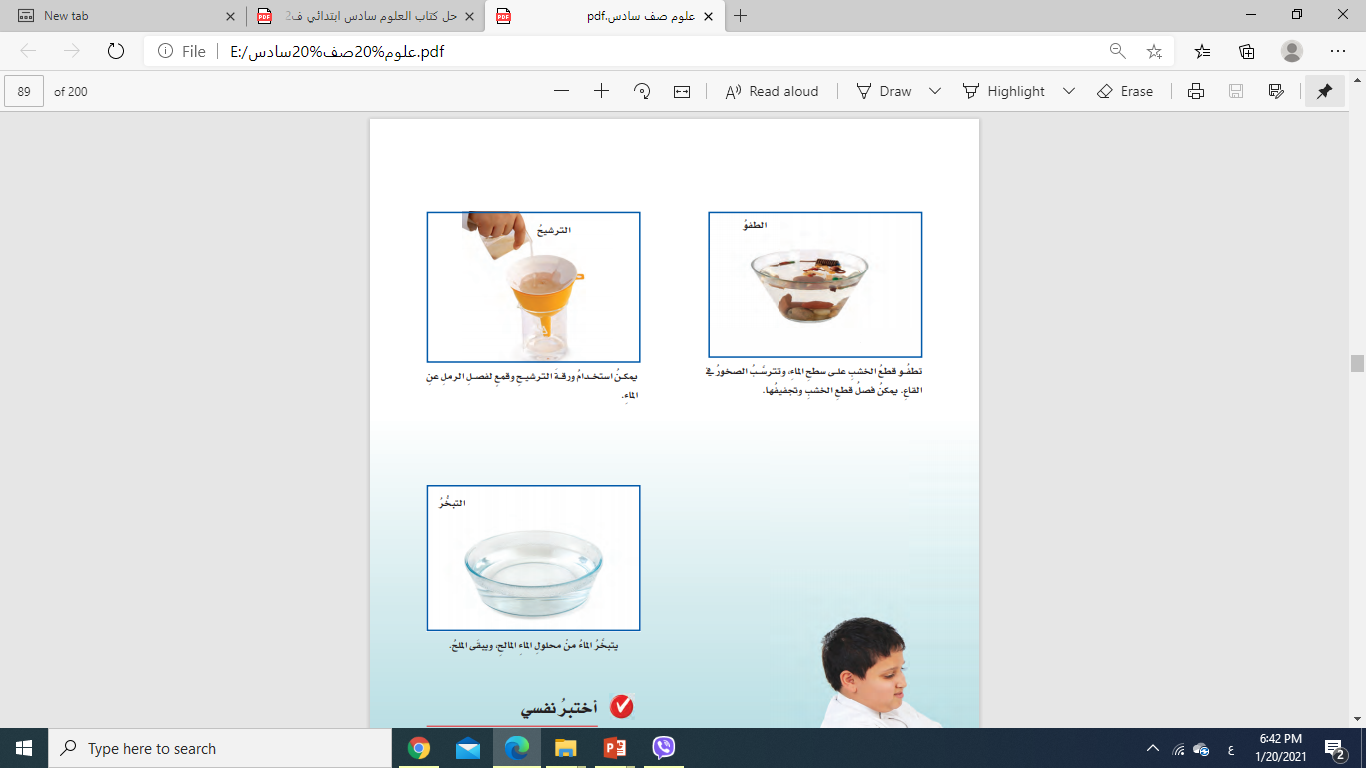 New tab
حل كتاب العلوم سادس ابتدائي ف2
علوم صف سادس.pdf
File
E:/علوم%20صف%20سادس.pdf
89
of 200
Read aloud
Draw
Highlight
Erase
الطفوُ
تطفُو قطعُ الخشبِ على سطحِ الماءِ، وتترسَّبُ الصخورُ في
القاعِ. يمكنُ فصلُ قطعِ الخشبِ وتجفيفُها.
الترشيحُ
يمكنُ استخدامُ ورقةَ الترشيحِ وقمعٍ لفصلِ الرملِ عنِ
الماءِ.
التبخُّرُ
يتبخَّرُ الماءُ منْ محلولِ الماءِ المالحِ، ويبقَى الملحُ.
أختبرُ نفسي
Type here to search
ع
6:42 PM
1/20/2021
2